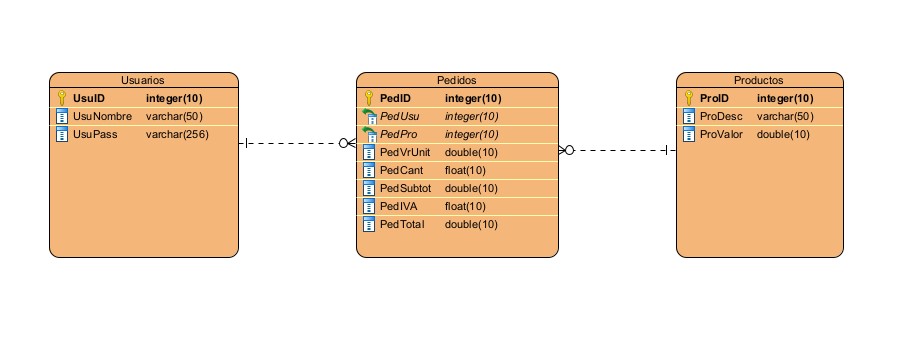 Usuarios
UsuID integer(10)
UsuNombre varchar(50)
UsuPass varchar(256)
Pedidos
PedID integer(10)
PedUsu integer(10)
PedPro integer(10)
PedVrUnit double(10)
PedCant float(10)
PedSubtot double(10)
PedIVA float(10)
PedTotal double(10)
Productos
ProID integer(10)
ProDesc varchar(50)
ProValor double(10)